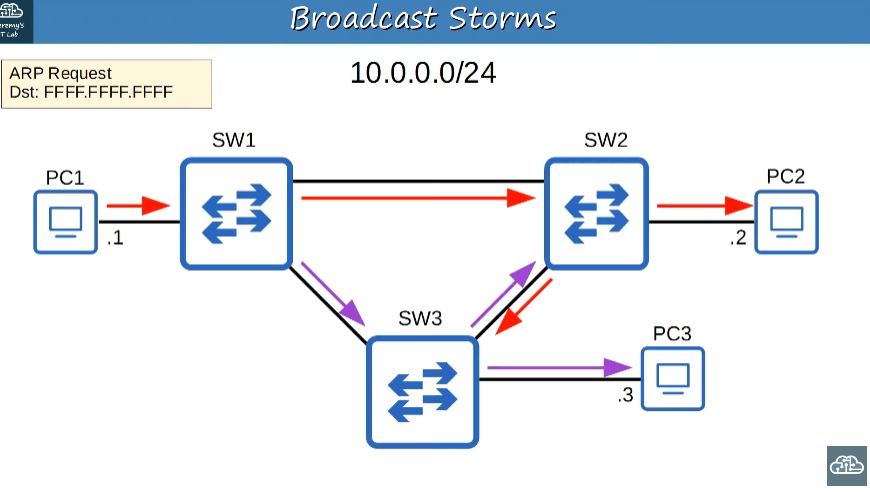 Broadcast Storms
Jeremy's
IT Lab
ARP Request
Dst: FFFF.FFFF.FFFF
10.0.0.0/24
SW1
SW2
PC1
PC2
.1
.2
SW3
PC3
.3